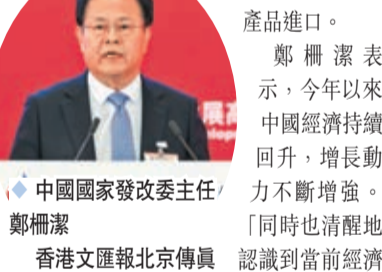 展高
elop
中國國家發改委主任
鄭柵潔
香港文匯報北京傳真
產品進口。
鄭柵潔表
示，今年以來
中國經濟持續
回升，增長動
力不斷增強。
「同時也清醒地
認識到當前經濟